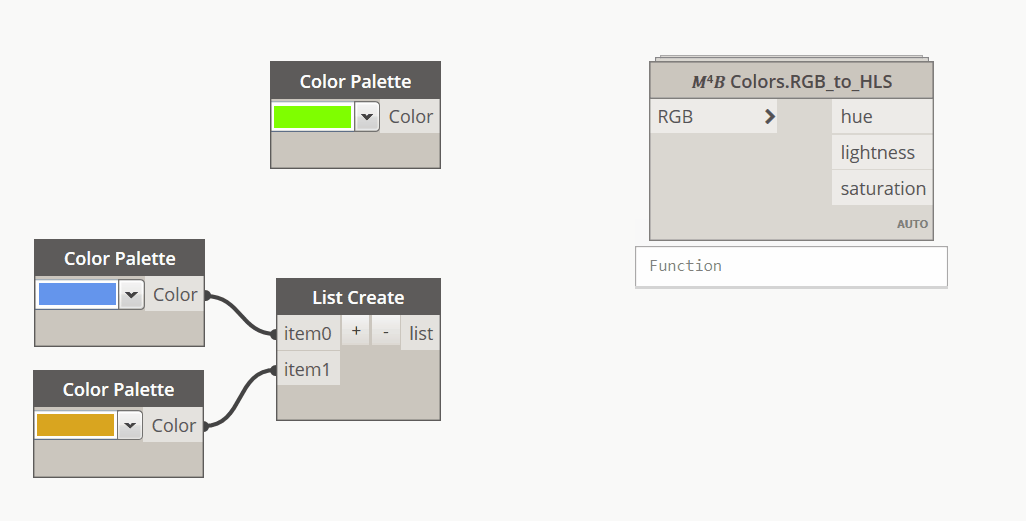 Color Palette
Color
M⁴B Colors.RGB_to_HLS
RGB
hue
lightness
saturation
AUTO
Function
Color Palette
Color
List Create
item0 + - list
item1
Color Palette
Color